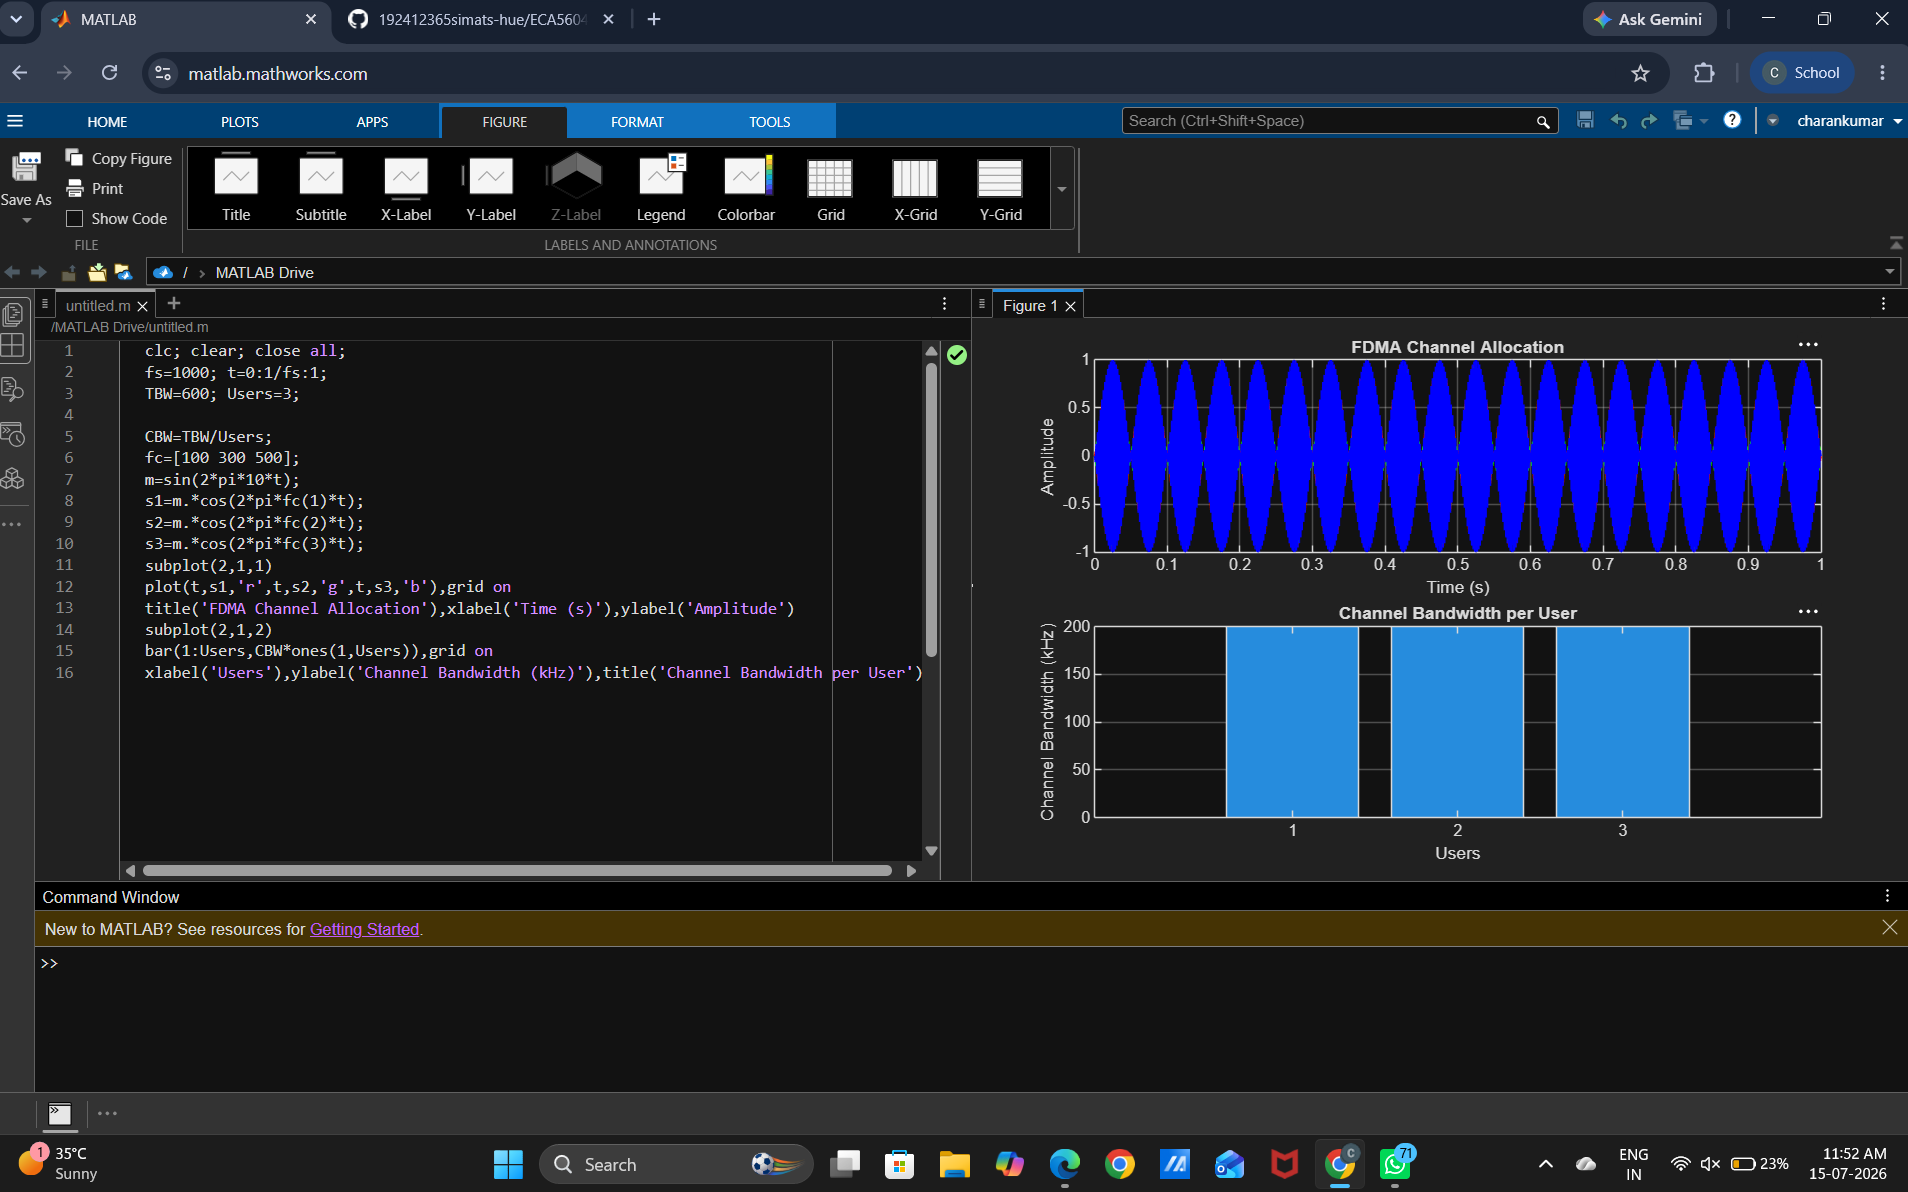 MATLAB
192412365simats-hue/ECA5604
Ask Gemini
matlab.mathworks.com
C School
HOME PLOTS APPS FIGURE FORMAT TOOLS
Search (Ctrl+Shift+Space)
charankumar
Save As
Copy Figure
Print
Show Code
FILE
Title Subtitle X-Label Y-Label Z-Label Legend Colorbar Grid X-Grid Y-Grid
LABELS AND ANNOTATIONS
/ › MATLAB Drive
untitled.m
/MATLAB Drive/untitled.m
1 clc; clear; close all;
2 fs=1000; t=0:1/fs:1;
3 TBW=600; Users=3;
4
5 CBW=TBW/Users;
6 fc=[100 300 500];
7 m=sin(2*pi*10*t);
8 s1=m.*cos(2*pi*fc(1)*t);
9 s2=m.*cos(2*pi*fc(2)*t);
10 s3=m.*cos(2*pi*fc(3)*t);
11 subplot(2,1,1)
12 plot(t,s1,'r',t,s2,'g',t,s3,'b'),grid on
13 title('FDMA Channel Allocation'),xlabel('Time (s)'),ylabel('Amplitude')
14 subplot(2,1,2)
15 bar(1:Users,CBW*ones(1,Users)),grid on
16 xlabel('Users'),ylabel('Channel Bandwidth (kHz)'),title('Channel Bandwidth per User')
Figure 1
FDMA Channel Allocation
Amplitude
1
0.5
0
-0.5
-1
0 0.1 0.2 0.3 0.4 0.5 0.6 0.7 0.8 0.9 1
Time (s)
Channel Bandwidth per User
Channel Bandwidth (kHz)
200
150
100
50
0
1 2 3
Users
Command Window
New to MATLAB? See resources for Getting Started.
>>
1
35°C
Sunny
Search
C
71
ENG
IN
23%
11:52 AM
15-07-2026